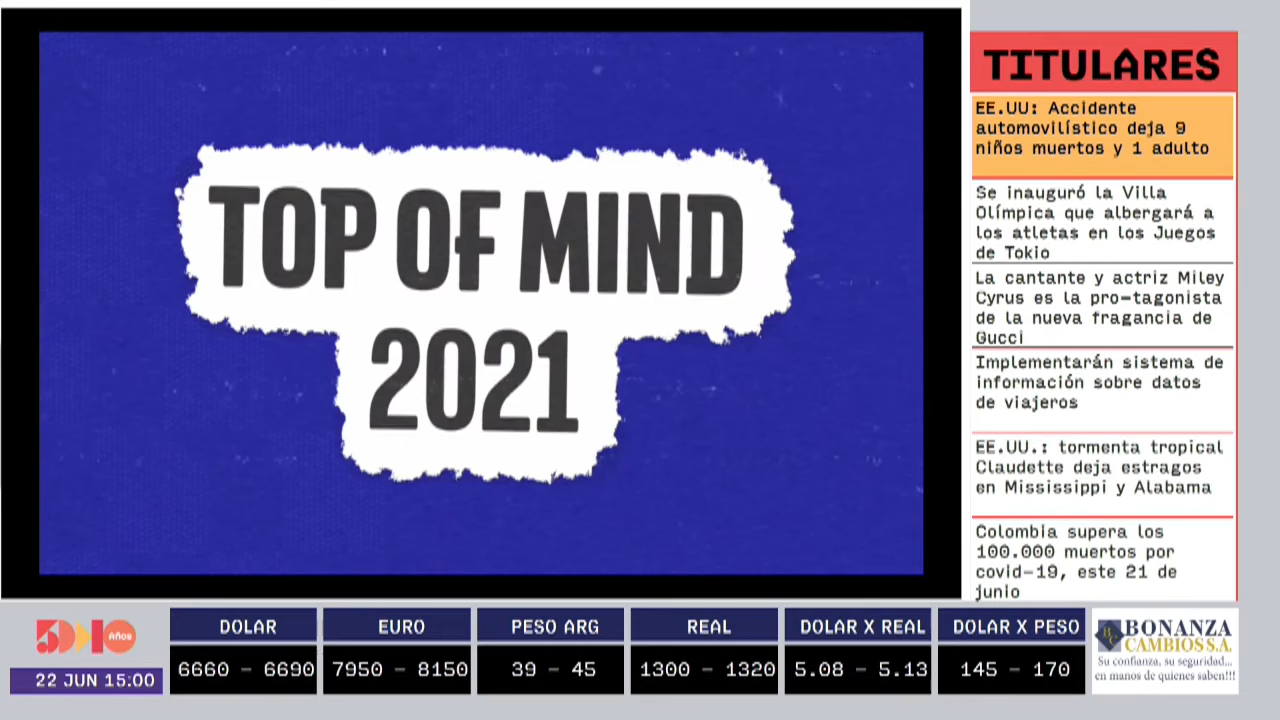 TOP OF MIND
2021
TITULARES
EE.UU: Accidente
automovilístico deja 9
niños muertos y 1 adulto
Se inauguró la Villa
Olímpica que albergará a
los atletas en los Juegos
de Tokio
La cantante y actriz Miley
Cyrus es la pro-tagonista
de la nueva fragancia de
Gucci
Implementarán sistema de
información sobre datos
de viajeros
EE.UU.: tormenta tropical
Claudette deja estragos
en Mississippi y Alabama
Colombia supera los
100.000 muertos por
covid-19, este 21 de
junio
5D 10 Años
22 JUN 15:00
DOLAR
6660 - 6690
EURO
7950 - 8150
PESO ARG
39 - 45
REAL
1300 - 1320
DOLAR X REAL
5.08 - 5.13
DOLAR X PESO
145 - 170
BONANZA
CAMBIOS S.A.
Su confianza, su seguridad...
en manos de quienes saben!!!